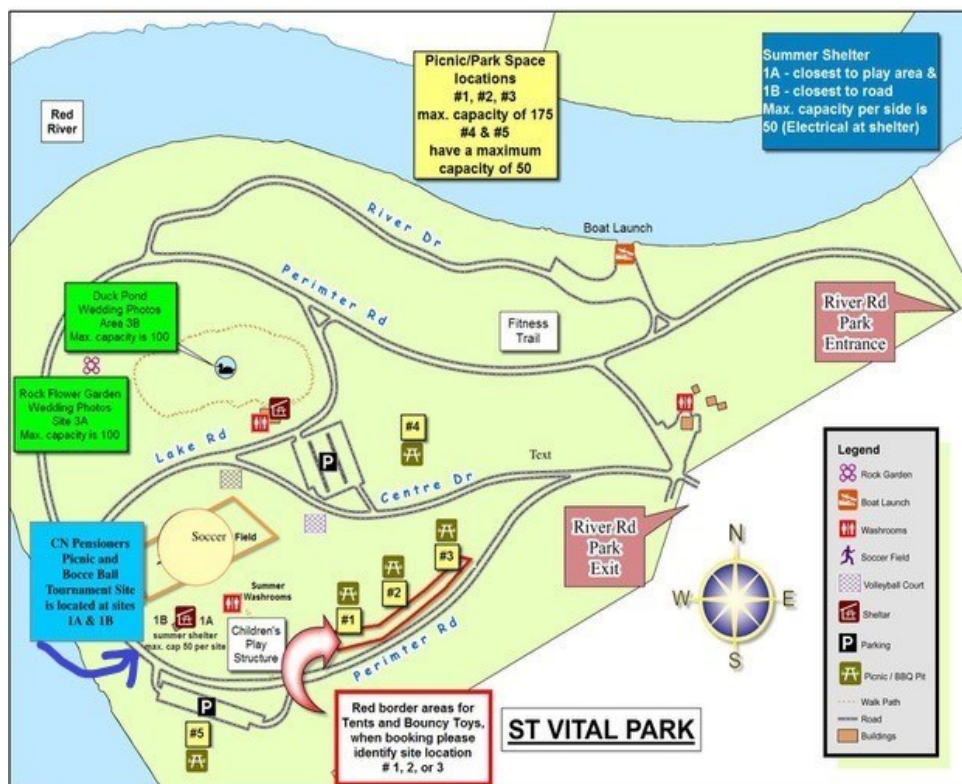 Picnic/Park Space
locations
#1, #2, #3
max. capacity of 175
#4 & #5
have a maximum
capacity of 50
Summer Shelter
1A - closest to play area &
1B - closest to road
Max. capacity per side is
50 (Electrical at shelter)
Red
River
River Dr
Boat Launch
Perimter Rd
Duck Pond
Wedding Photos
Area 3B
Max. capacity is 100
Fitness
Trail
River Rd
Park
Entrance
Rock Flower Garden
Wedding Photos
Site 3A
Max. capacity is 100
#4
Lake Rd
P
Text
Centre Dr
River Rd
Park
Exit
CN Pensioners
Picnic and
Bocce Ball
Tournament Site
is located at sites
1A & 1B
Soccer Field
#3
#2
#1
Summer
Washrooms
1B 1A
summer shelter
max. cap 50 per site
Children's
Play
Structure
Perimter Rd
P
#5
Red border areas for
Tents and Bouncy Toys,
when booking please
identify site location
# 1, 2, or 3
ST VITAL PARK
N
W E
S
Legend
Rock Garden
Boat Launch
Washrooms
Soccer Field
Volleyball Court
Sheltar
P Parking
Picnic / BBQ Pit
Walk Path
Road
Buildings